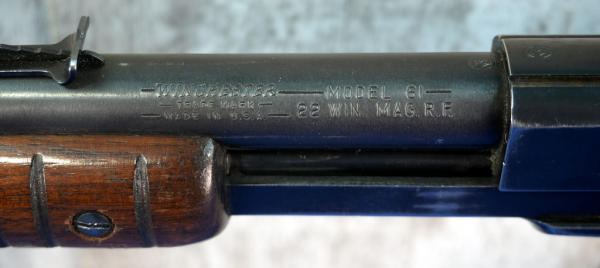 WINCHESTER MODEL 61
TRADE MARK 22 WIN. MAG. R.F.
MADE IN U.S.A.